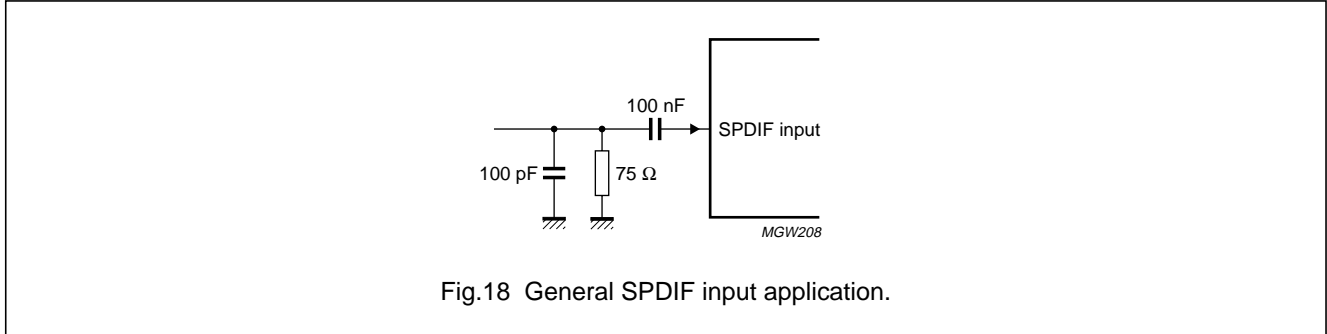 100 nF
SPDIF input
100 pF
75 Ω
MGW208
Fig.18 General SPDIF input application.